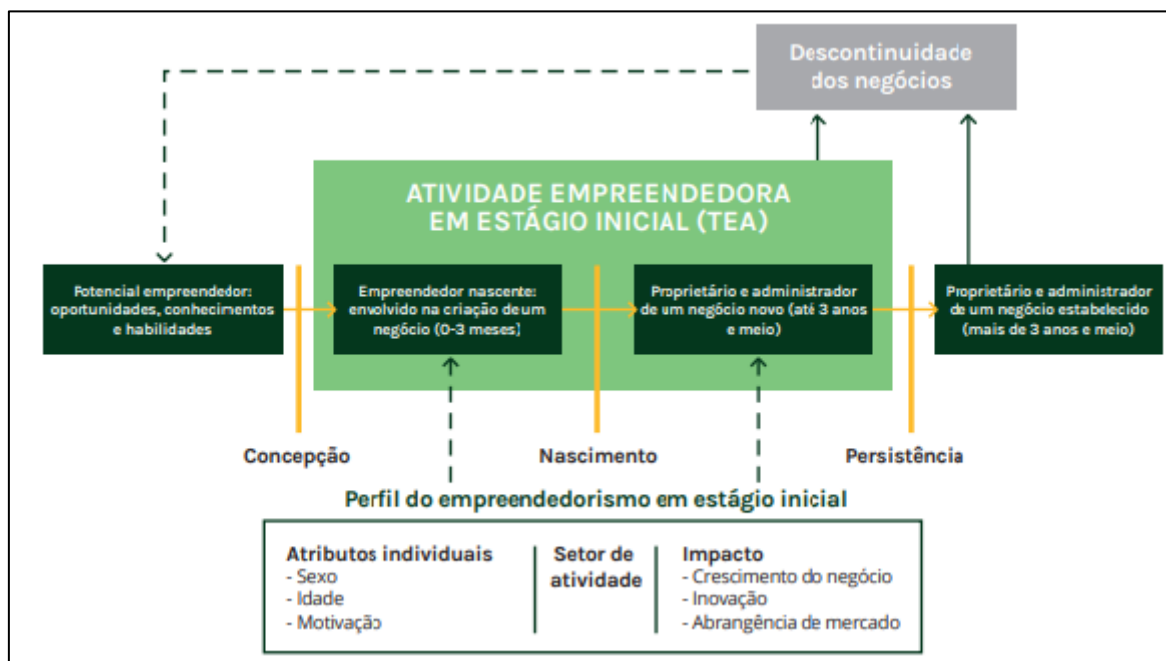 Descontinuidade
dos negócios
ATIVIDADE EMPREENDEDORA
EM ESTÁGIO INICIAL (TEA)
Potencial empreendedor:
oportunidades, conhecimentos
e habilidades
Empreendedor nascente:
envolvido na criação de um
negócio (0-3 meses)
Proprietário e administrador
de um negócio novo (até 3 anos
e meio)
Proprietário e administrador
de um negócio estabelecido
(mais de 3 anos e meio)
Concepção
Nascimento
Persistência
Perfil do empreendedorismo em estágio inicial
Atributos individuais
- Sexo
- Idade
- Motivação
Setor de
atividade
Impacto
- Crescimento do negócio
- Inovação
- Abrangência de mercado